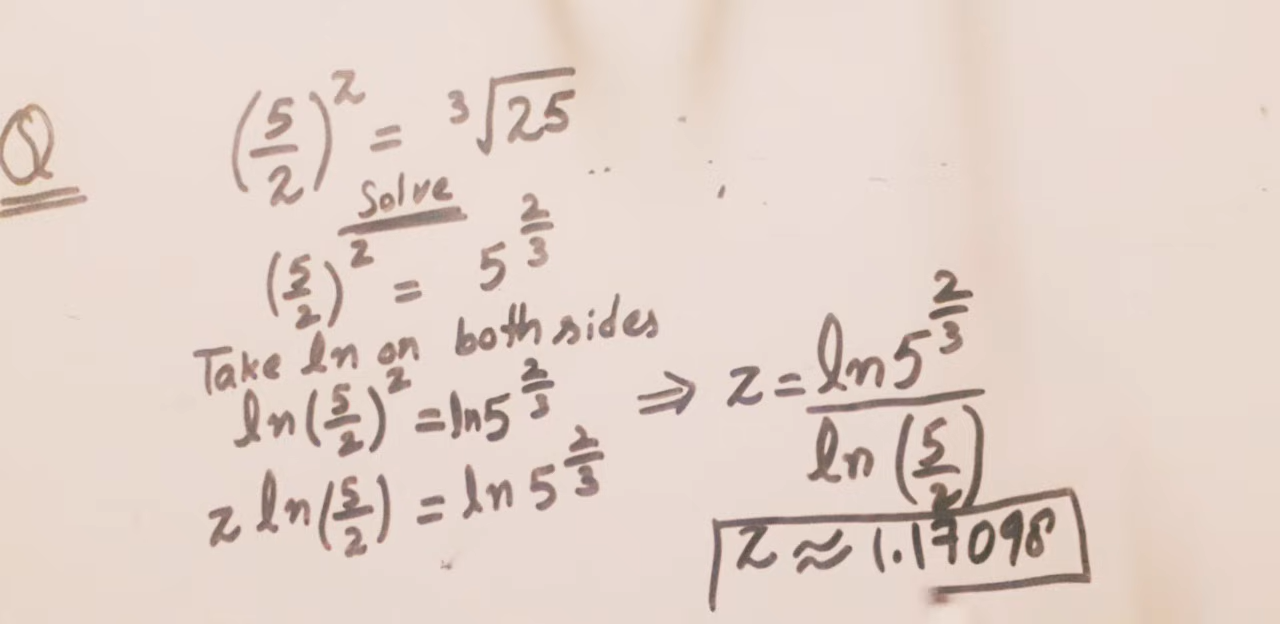 Q (5/2)^z = ³√25
Solve
(5/2)^z = 5^(2/3)
Take ln on both sides
ln(5/2)^z = ln5^(2/3)
z ln(5/2) = ln 5^(2/3)
⇒ z = ln5^(2/3) / ln(5/2)
z ≈ 1.17098